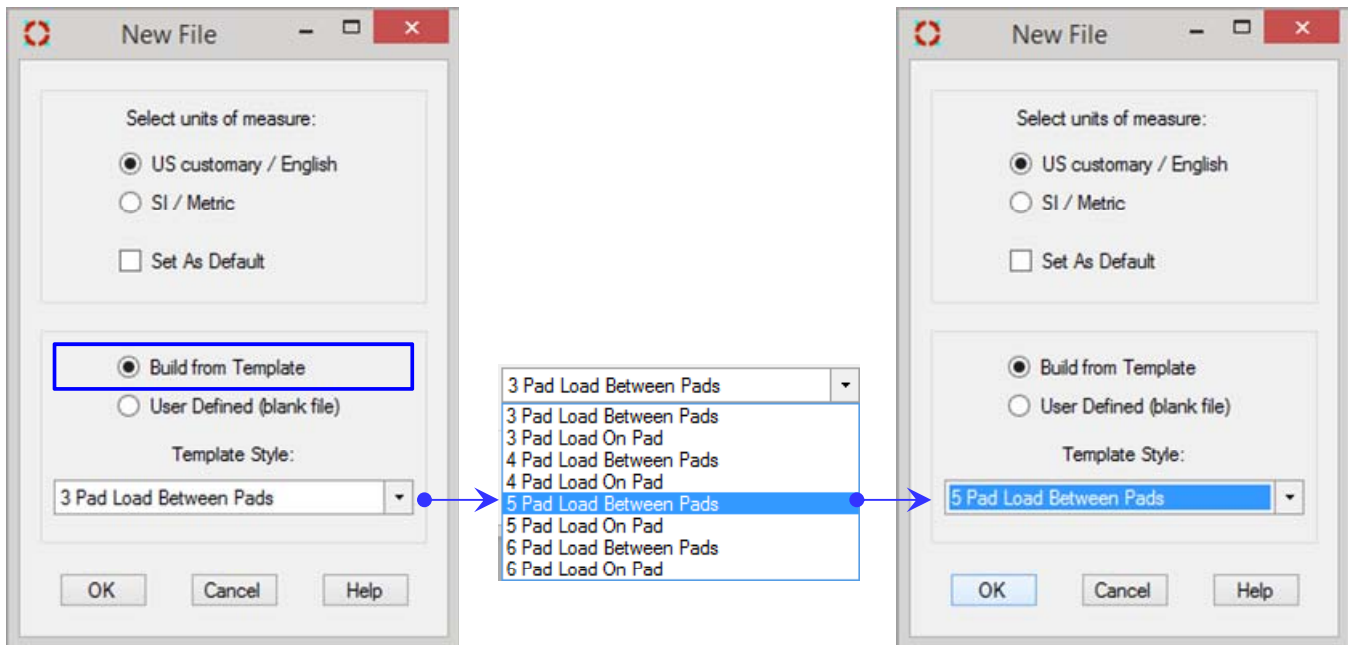 New File
Select units of measure:
US customary / English
SI / Metric
Set As Default
Build from Template
User Defined (blank file)
Template Style:
3 Pad Load Between Pads
OK Cancel Help
3 Pad Load Between Pads
3 Pad Load Between Pads
3 Pad Load On Pad
4 Pad Load Between Pads
4 Pad Load On Pad
5 Pad Load Between Pads
5 Pad Load On Pad
6 Pad Load Between Pads
6 Pad Load On Pad
New File
Select units of measure:
US customary / English
SI / Metric
Set As Default
Build from Template
User Defined (blank file)
Template Style:
5 Pad Load Between Pads
OK Cancel Help